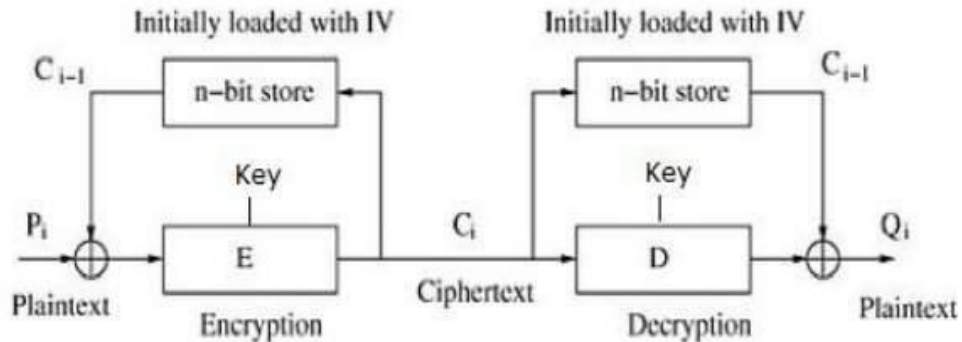 Initially loaded with IV
Initially loaded with IV
C i-1
n-bit store
n-bit store
C i-1
Key
Key
P i
E
C i
D
Q i
Plaintext
Ciphertext
Plaintext
Encryption
Decryption